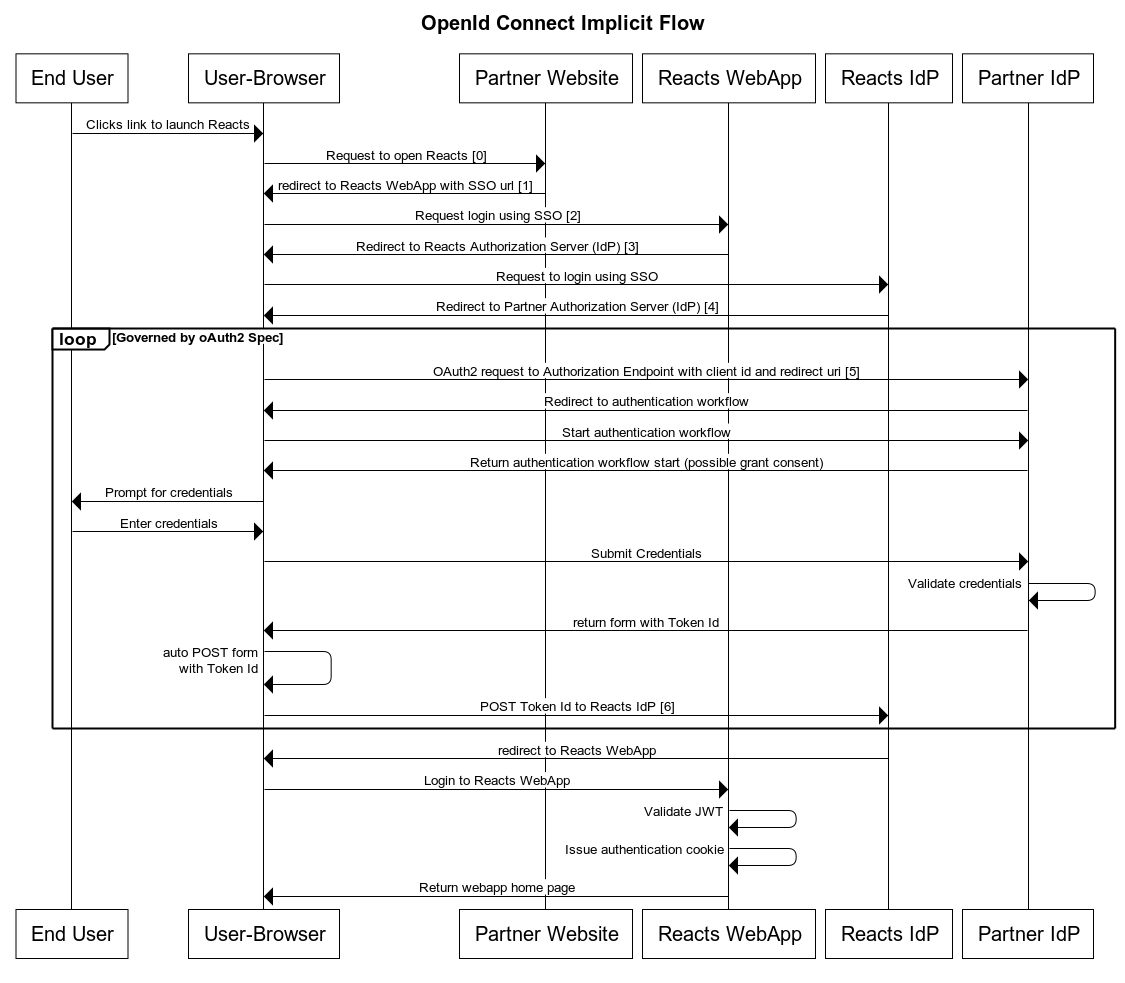 OpenId Connect Implicit Flow
End User
User-Browser
Partner Website
Reacts WebApp
Reacts IdP
Partner IdP
Clicks link to launch Reacts
Request to open Reacts [0]
redirect to Reacts WebApp with SSO url [1]
Request login using SSO [2]
Redirect to Reacts Authorization Server (IdP) [3]
Request to login using SSO
Redirect to Partner Authorization Server (IdP) [4]
loop [Governed by oAuth2 Spec]
OAuth2 request to Authorization Endpoint with client id and redirect uri [5]
Redirect to authentication workflow
Start authentication workflow
Return authentication workflow start (possible grant consent)
Prompt for credentials
Enter credentials
Submit Credentials
Validate credentials
return form with Token Id
auto POST form
with Token Id
POST Token Id to Reacts IdP [6]
redirect to Reacts WebApp
Login to Reacts WebApp
Validate JWT
Issue authentication cookie
Return webapp home page
End User
User-Browser
Partner Website
Reacts WebApp
Reacts IdP
Partner IdP